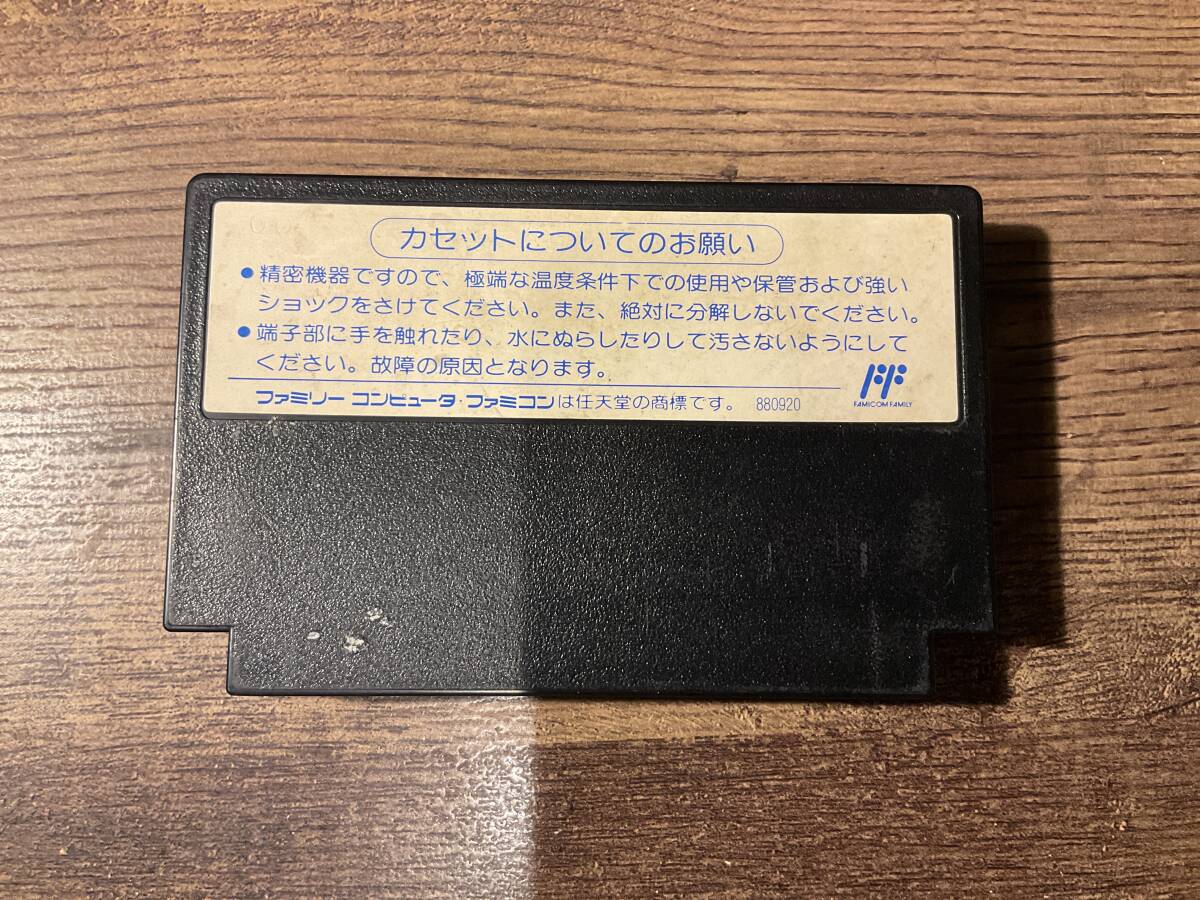 カセットについてのお願い
●精密機器ですので、極端な温度条件下での使用や保管および強い
ショックをさけてください。また、絶対に分解しないでください。
●端子部に手を触れたり、水にぬらしたりして汚さないようにして
ください。故障の原因となります。
ファミリー コンピュータ・ファミコンは任天堂の商標です。 880920
FAMICOM FAMILY